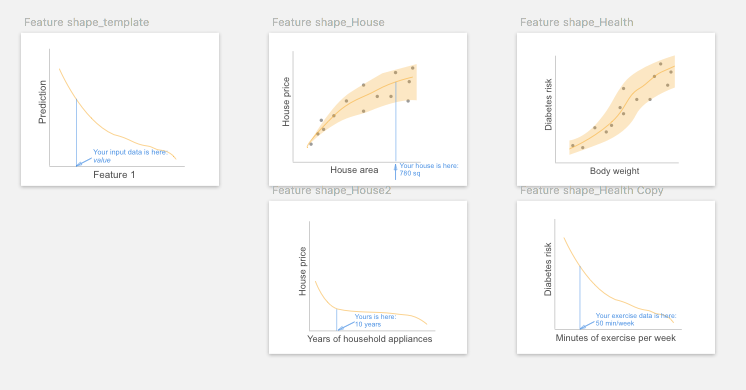 Feature shape_template
Feature shape_House
Feature shape_Health
Prediction
Your input data is here:
value
Feature 1
House price
House area
Your house is here:
780 sq
Diabetes risk
Body weight
Feature shape_House2
Feature shape_Health Copy
House price
Yours is here:
10 years
Years of household appliances
Diabetes risk
Your exercise data is here:
50 min/week
Minutes of exercise per week